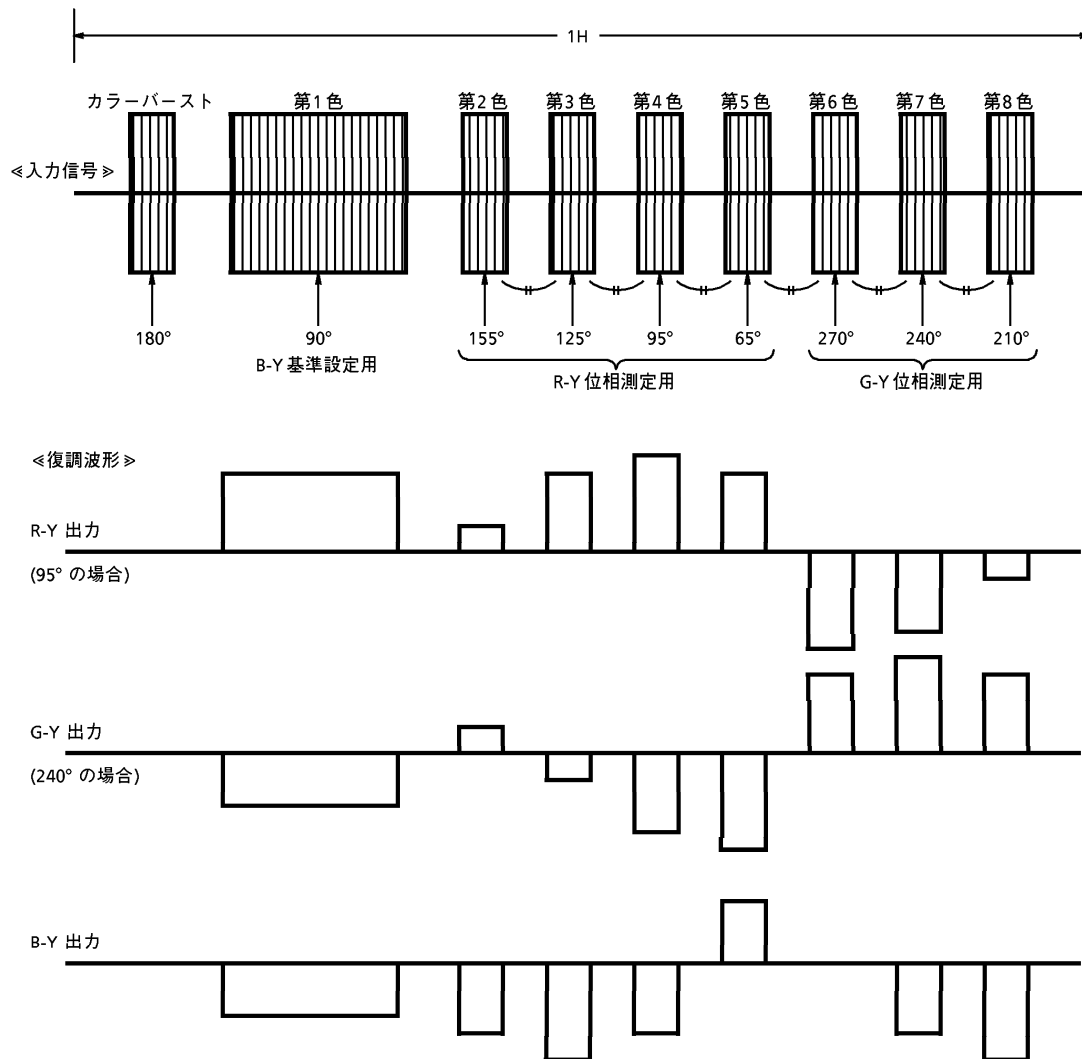 1H
カラーバースト 第1色 第2色 第3色 第4色 第5色 第6色 第7色 第8色
≪入力信号≫
180° 90° 155° 125° 95° 65° 270° 240° 210°
B-Y 基準設定用
R-Y 位相測定用 G-Y 位相測定用
≪復調波形≫
R-Y 出力
(95° の場合)
G-Y 出力
(240° の場合)
B-Y 出力